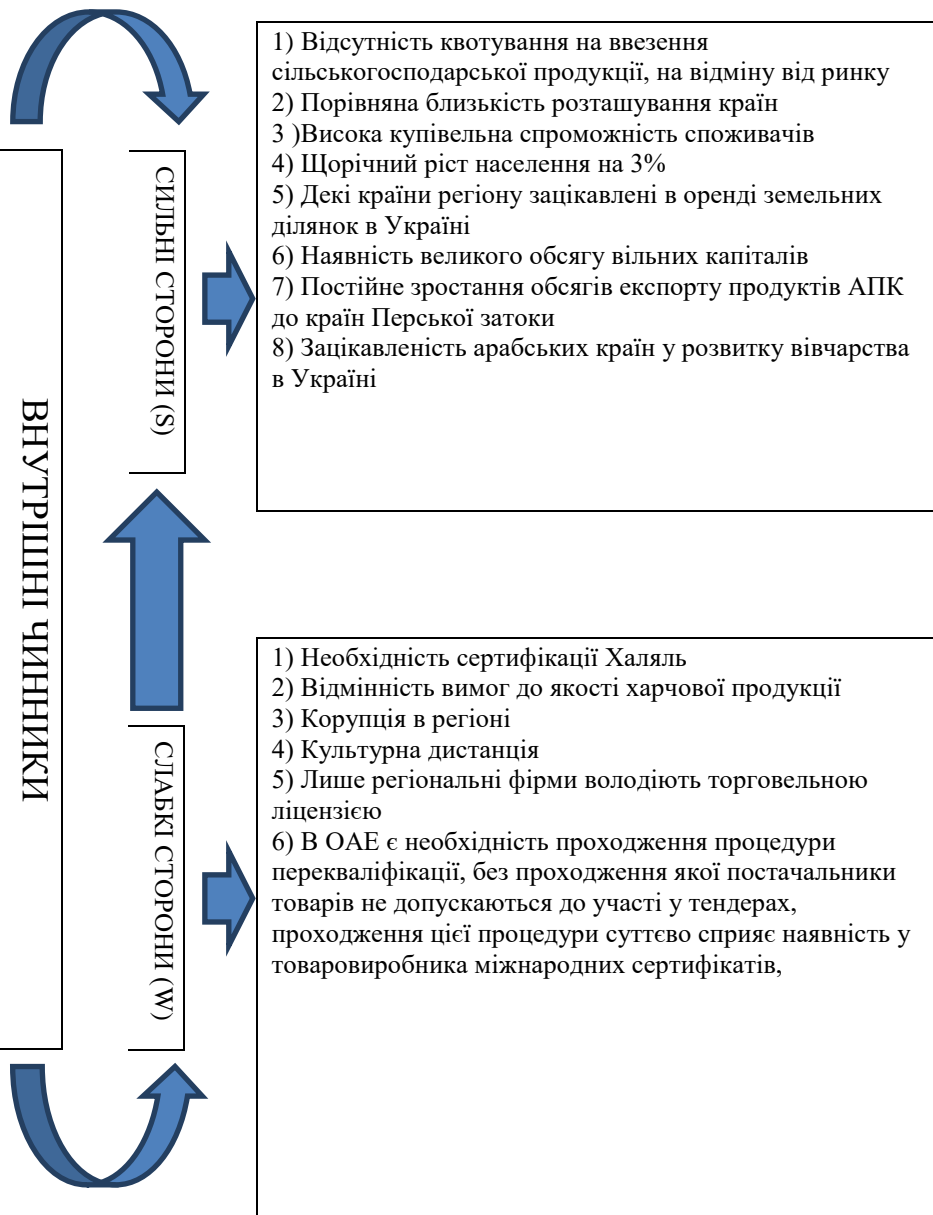 ВНУТРІШНІ ЧИННИКИ
СИЛЬНІ СТОРОНИ (S)
1) Відсутність квотування на ввезення
сільськогосподарської продукції, на відміну від ринку
2) Порівняна близькість розташування країн
3 )Висока купівельна спроможність споживачів
4) Щорічний ріст населення на 3%
5) Декі країни регіону зацікавлені в оренді земельних
ділянок в Україні
6) Наявність великого обсягу вільних капіталів
7) Постійне зростання обсягів експорту продуктів АПК
до країн Перської затоки
8) Зацікавленість арабських країн у розвитку вівчарства
в Україні
СЛАБКІ СТОРОНИ (W)
1) Необхідність сертифікації Халяль
2) Відмінність вимог до якості харчової продукції
3) Корупція в регіоні
4) Культурна дистанція
5) Лише регіональні фірми володіють торговельною
ліцензією
6) В ОАЕ є необхідність проходження процедури
перекваліфікації, без проходження якої постачальники
товарів не допускаються до участі у тендерах,
проходження цієї процедури суттєво сприяє наявність у
товаровиробника міжнародних сертифікатів,